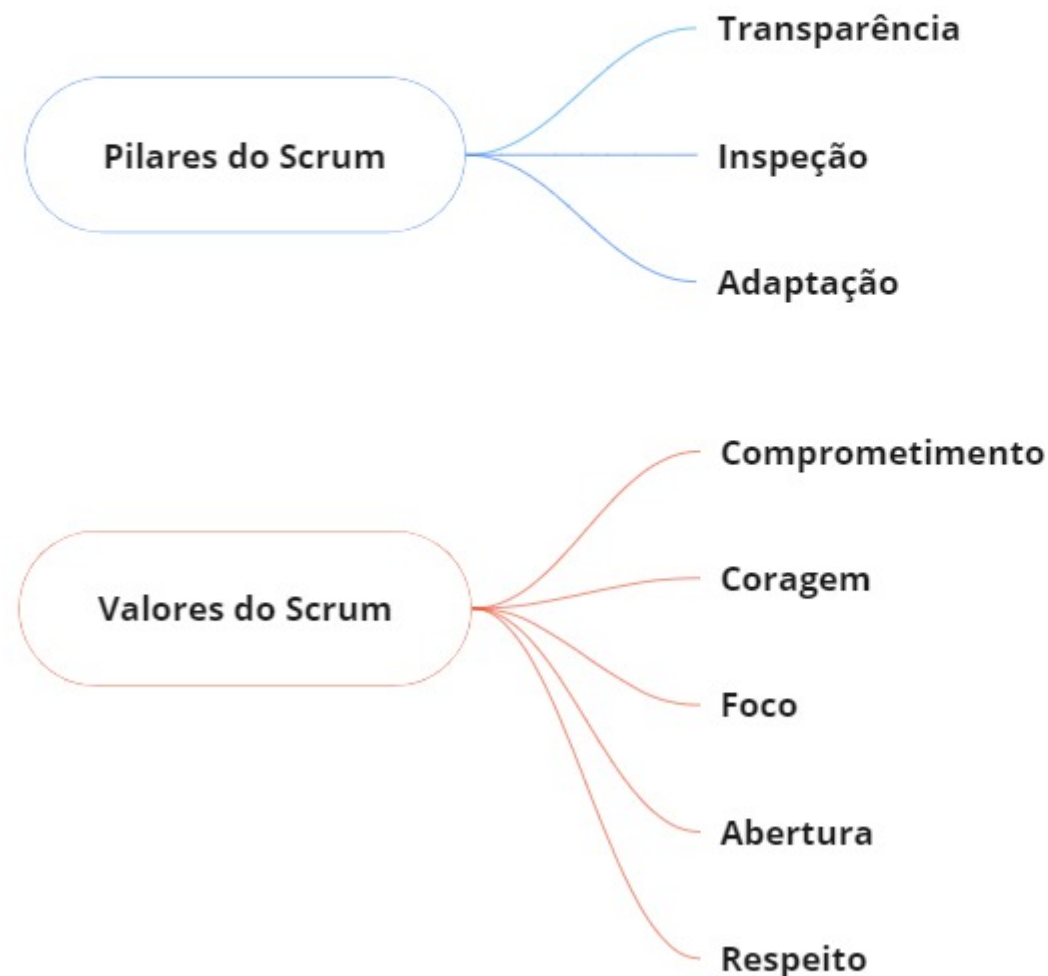 Pilares do Scrum
Transparência
Inspeção
Adaptação
Valores do Scrum
Comprometimento
Coragem
Foco
Abertura
Respeito